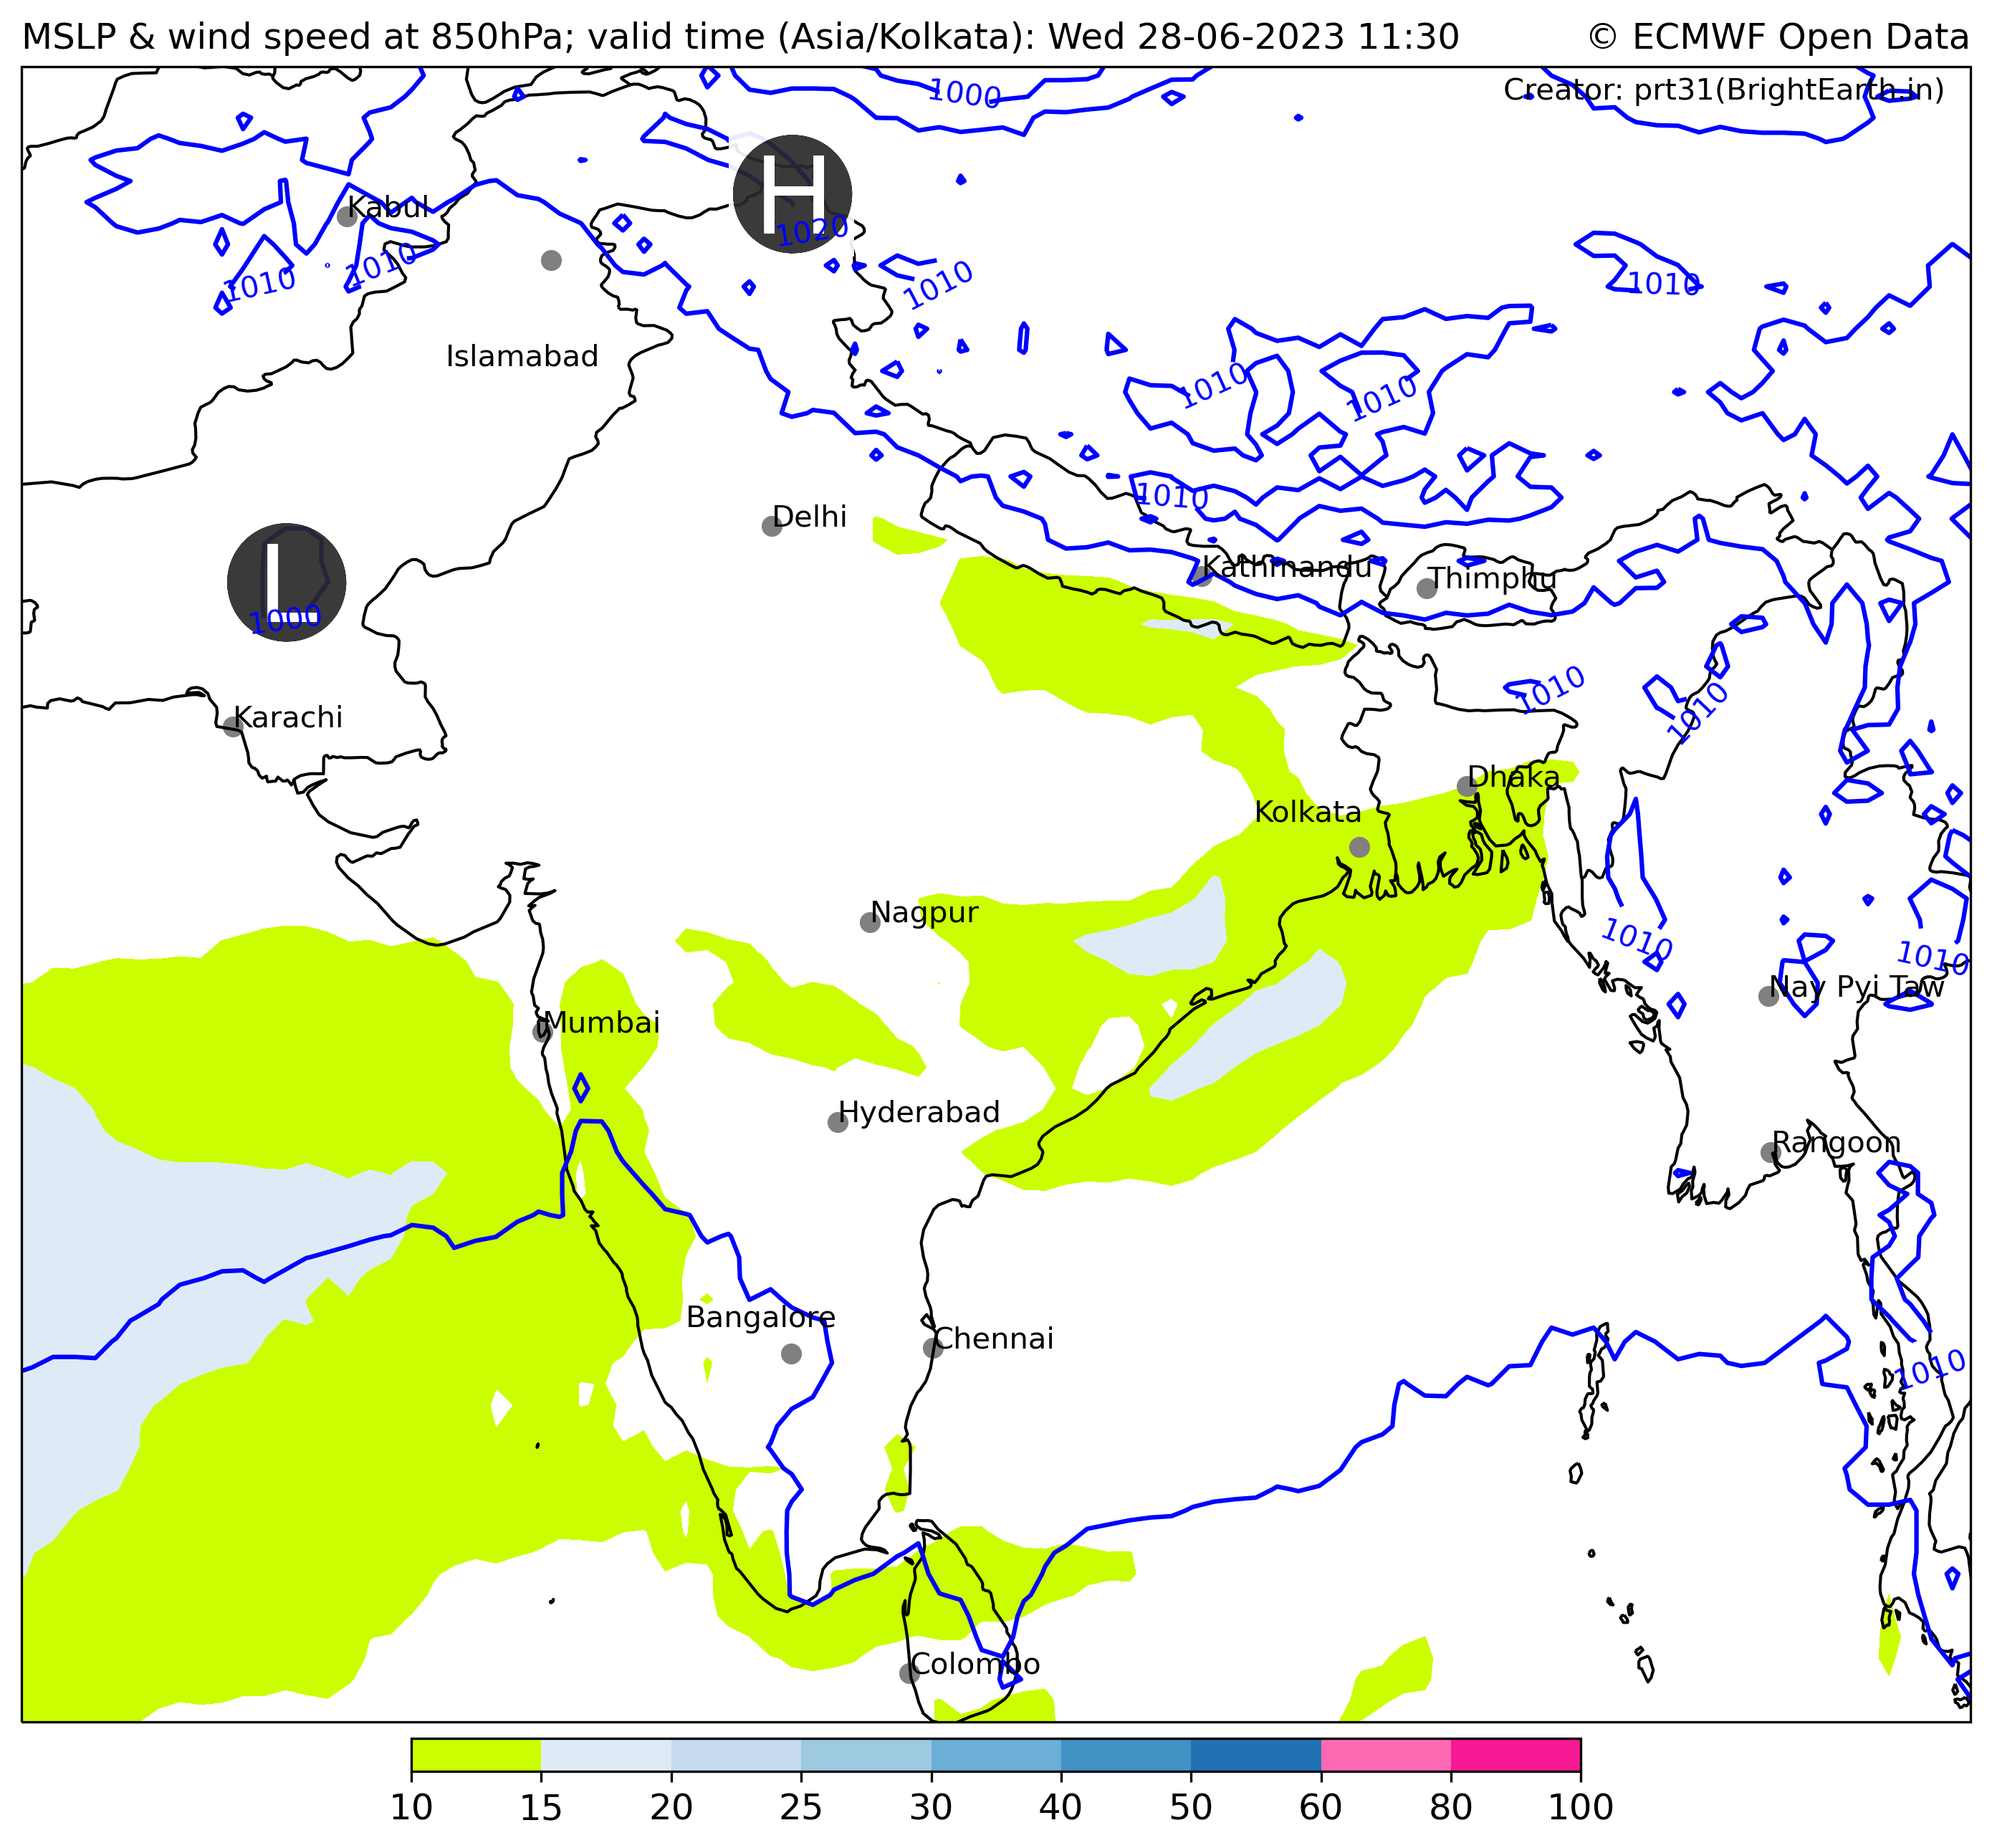 MSLP & wind speed at 850hPa; valid time (Asia/Kolkata): Wed 28-06-2023 11:30 © ECMWF Open Data
1000 Creator: prt31(BrightEarth.in)
H
Kabul
1020
1010 1010 1010 1010
Islamabad
1010 1010
1010
Delhi
Kathmandu Thimphu
L
1000
1010 1010
Karachi
Dhaka
Kolkata
Nagpur
1010 1010
Nay Pyi Taw
Mumbai
Hyderabad
Rangoon
Bangalore
Chennai
1010
Colombo
10 15 20 25 30 40 50 60 80 100